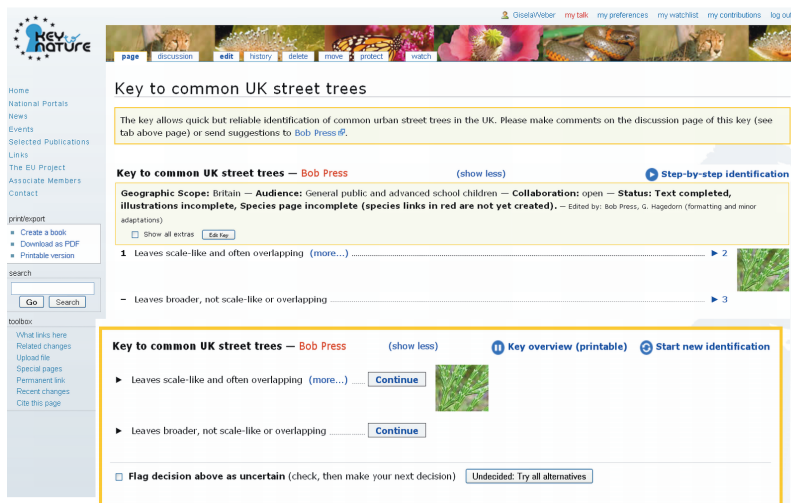 GiselaWeber my talk my preferences my watchlist my contributions log out
KEY to nature
page discussion edit history delete move protect watch
Home
National Portals
News
Events
Selected Publications
Links
The EU Project
Associate Members
Contact
print/export
Create a book
Download as PDF
Printable version
search
Go Search
toolbox
What links here
Related changes
Upload file
Special pages
Permanent link
Recent changes
Cite this page
Key to common UK street trees
The key allows quick but reliable identification of common urban street trees in the UK. Please make comments on the discussion page of this key (see
tab above page) or send suggestions to Bob Press.
Key to common UK street trees — Bob Press (show less) Step-by-step identification
Geographic Scope: Britain — Audience: General public and advanced school children — Collaboration: open — Status: Text completed,
illustrations incomplete, Species page incomplete (species links in red are not yet created). — Edited by: Bob Press, G. Hagedorn (formatting and minor
adaptations)
Show all extras Edit Key
1 Leaves scale-like and often overlapping (more...) ► 2
– Leaves broader, not scale-like or overlapping ► 3
Key to common UK street trees — Bob Press (show less) Key overview (printable) Start new identification
► Leaves scale-like and often overlapping (more...) Continue
► Leaves broader, not scale-like or overlapping Continue
Flag decision above as uncertain (check, then make your next decision) Undecided: Try all alternatives